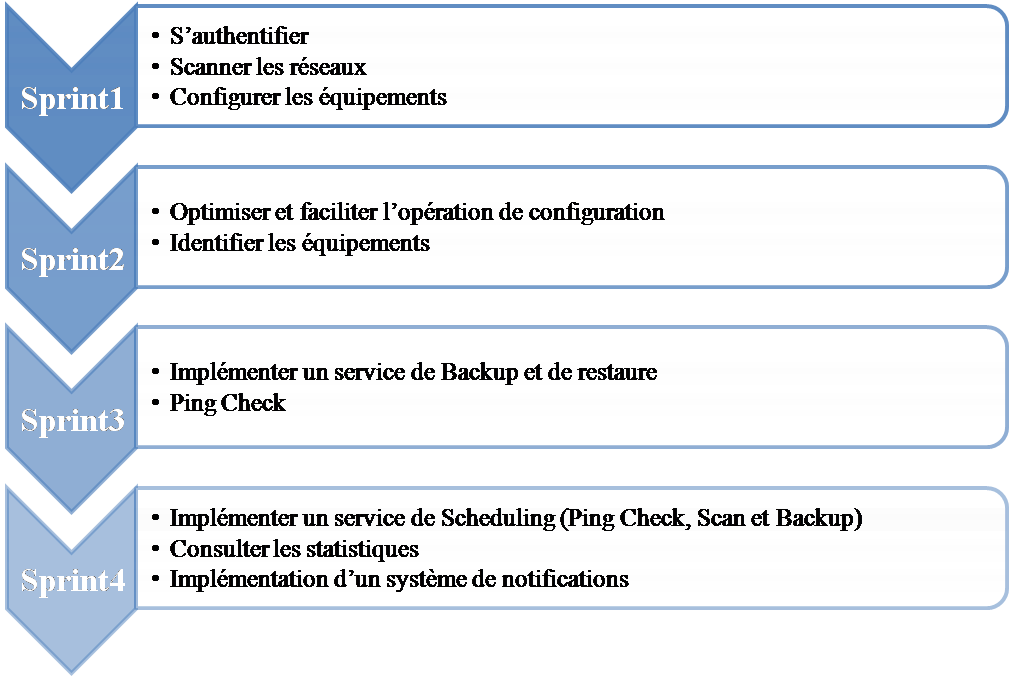 Sprint1
• S’authentifier
• Scanner les réseaux
• Configurer les équipements
Sprint2
• Optimiser et faciliter l’opération de configuration
• Identifier les équipements
Sprint3
• Implémenter un service de Backup et de restaure
• Ping Check
Sprint4
• Implémenter un service de Scheduling (Ping Check, Scan et Backup)
• Consulter les statistiques
• Implémentation d’un système de notifications